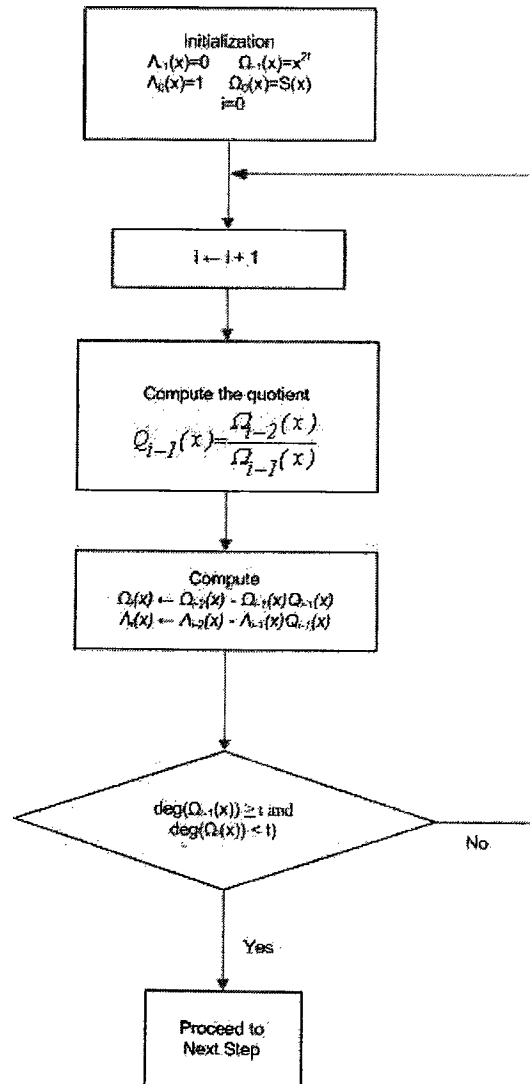 Initialization
Λ₋₁(x)=0 Ω₋₁(x)=x²ᵗ
Λ₀(x)=1 Ω₀(x)=S(x)
i=0
i ← i + 1
Compute the quotient
Qᵢ₋₁(x)=Ωᵢ₋₂(x)/Ωᵢ₋₁(x)
Compute
Ωᵢ(x) ← Ωᵢ₋₂(x) - Ωᵢ₋₁(x)Qᵢ₋₁(x)
Λᵢ(x) ← Λᵢ₋₂(x) - Λᵢ₋₁(x)Qᵢ₋₁(x)
deg(Ωᵢ₋₁(x)) ≥ t and
deg(Ωᵢ(x)) < t)
No
Yes
Proceed to
Next Step